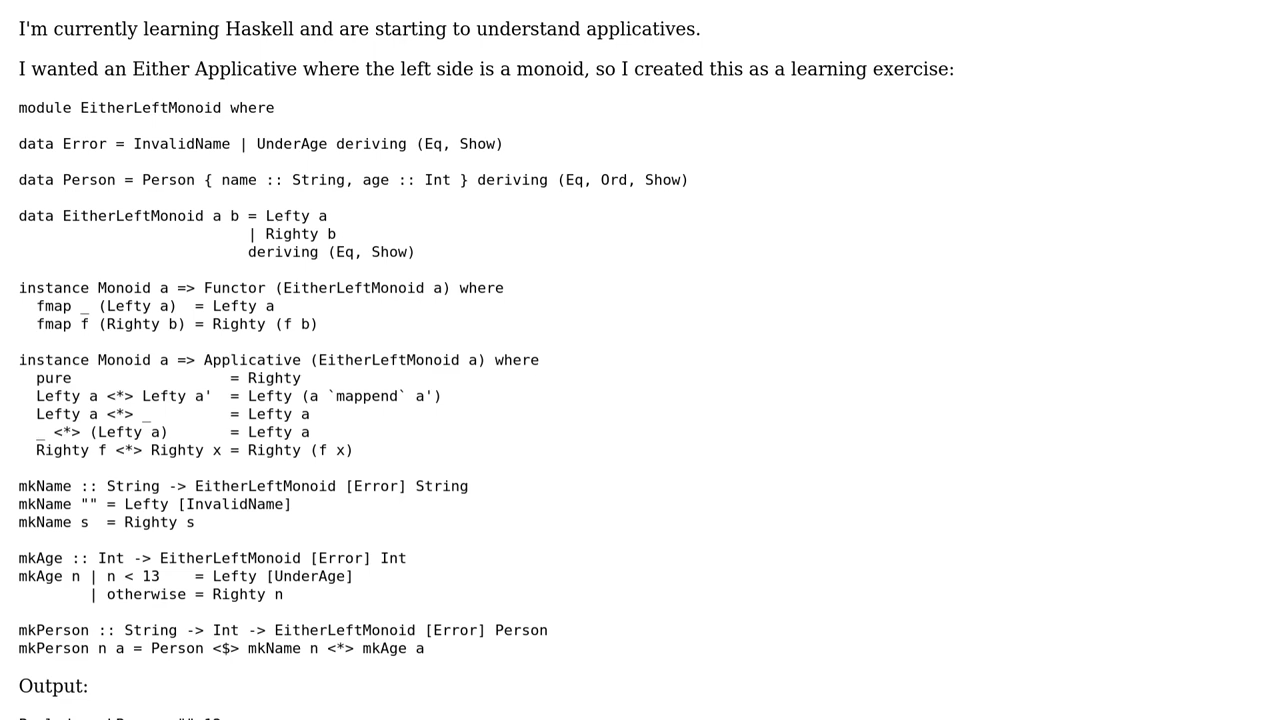 I'm currently learning Haskell and are starting to understand applicatives.
I wanted an Either Applicative where the left side is a monoid, so I created this as a learning exercise:
module EitherLeftMonoid where
data Error = InvalidName | UnderAge deriving (Eq, Show)
data Person = Person { name :: String, age :: Int } deriving (Eq, Ord, Show)
data EitherLeftMonoid a b = Lefty a
                          | Righty b
                          deriving (Eq, Show)
instance Monoid a => Functor (EitherLeftMonoid a) where
  fmap _ (Lefty a)  = Lefty a
  fmap f (Righty b) = Righty (f b)
instance Monoid a => Applicative (EitherLeftMonoid a) where
  pure                  = Righty
  Lefty a <*> Lefty a'  = Lefty (a `mappend` a')
  Lefty a <*> _         = Lefty a
  _ <*> (Lefty a)       = Lefty a
  Righty f <*> Righty x = Righty (f x)
mkName :: String -> EitherLeftMonoid [Error] String
mkName "" = Lefty [InvalidName]
mkName s  = Righty s
mkAge :: Int -> EitherLeftMonoid [Error] Int
mkAge n | n < 13    = Lefty [UnderAge]
        | otherwise = Righty n
mkPerson :: String -> Int -> EitherLeftMonoid [Error] Person
mkPerson n a = Person <$> mkName n <*> mkAge a
Output: